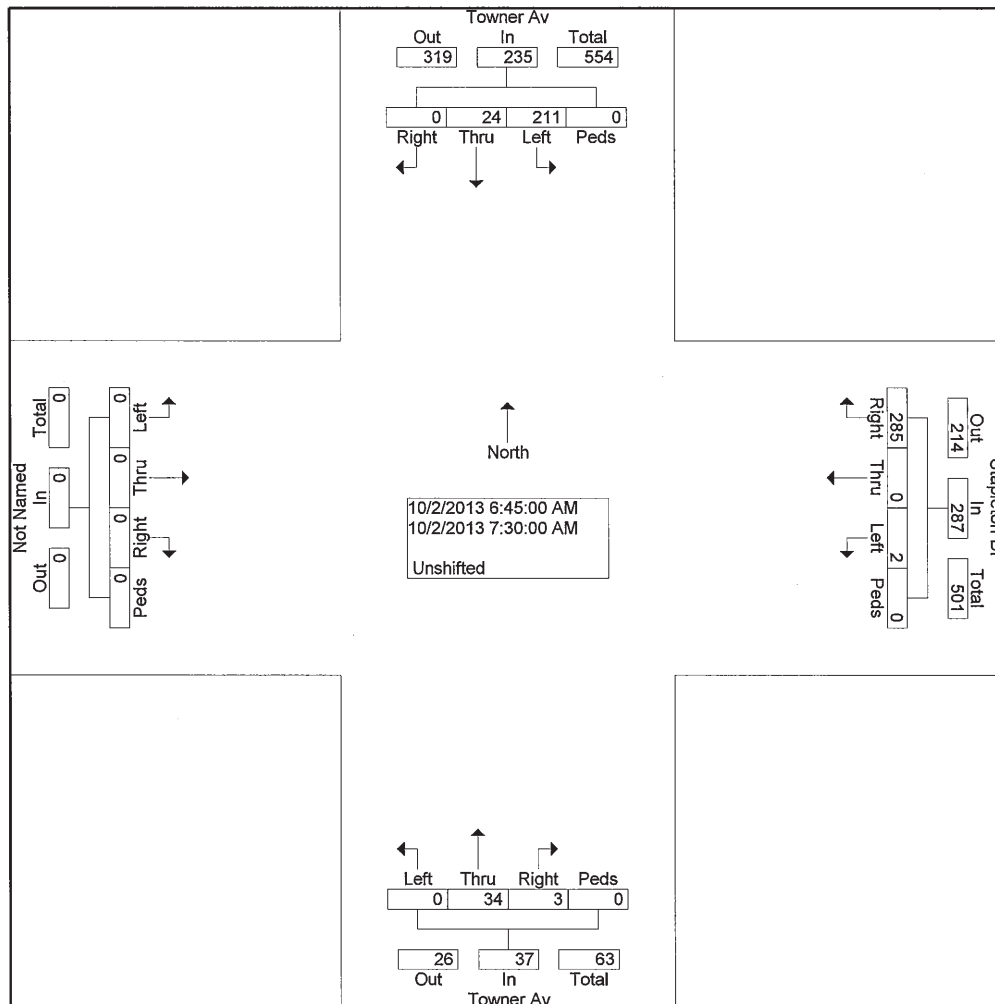 Towner Av
Out In Total
319 235 554
0 24 211 0
Right Thru Left Peds
Not Named
Total In Out
0 0 0
0 0 0 0
Left Thru Right Peds
North
10/2/2013 6:45:00 AM
10/2/2013 7:30:00 AM
Unshifted
Right Thru Left Peds
285 0 2 0
214 287 501
Out In Total
Left Thru Right Peds
0 34 3 0
26 37 63
Out In Total
Towner Av